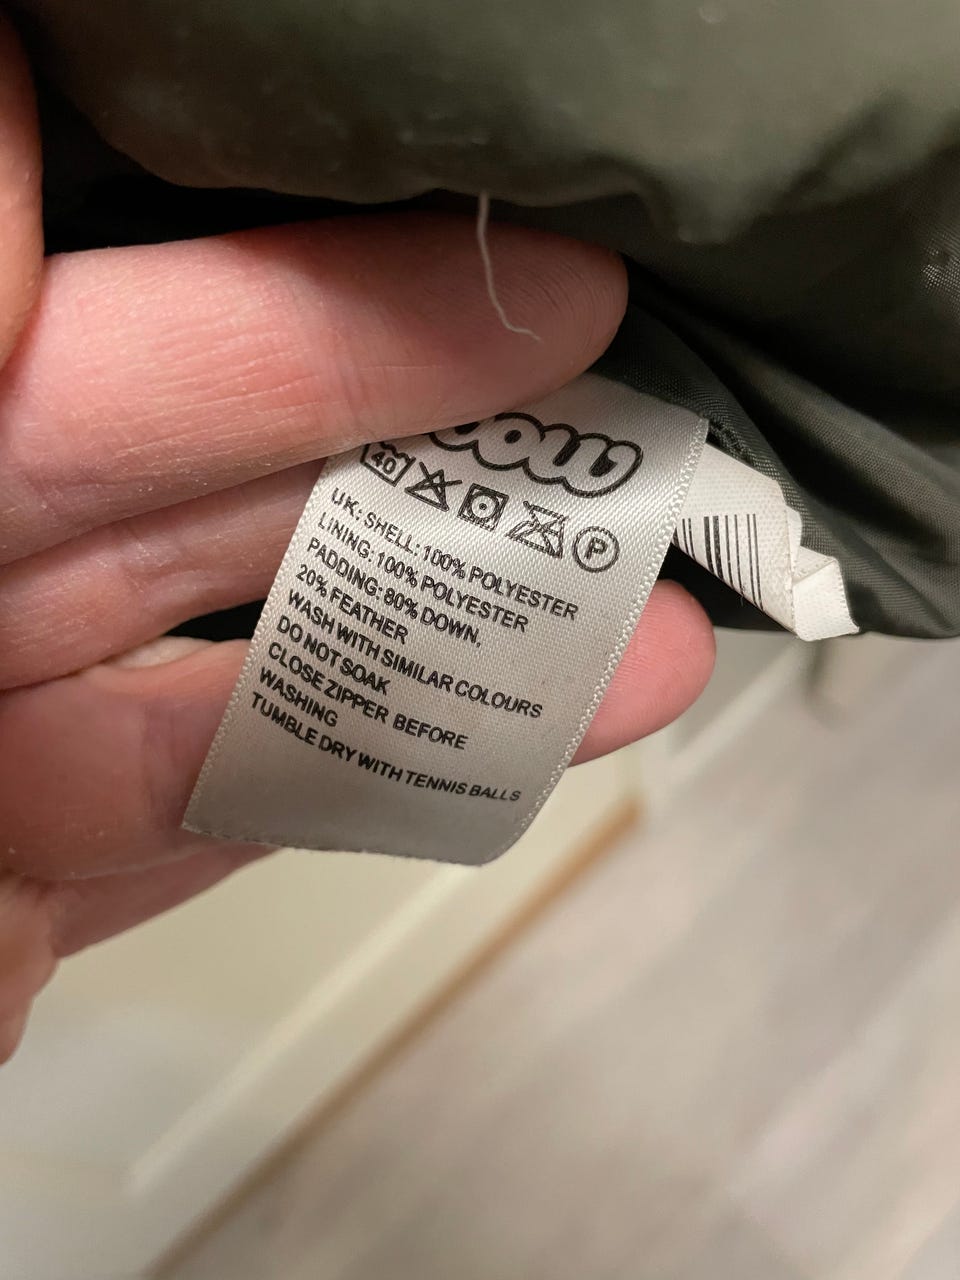 40
P
UK: SHELL: 100% POLYESTER
LINING: 100% POLYESTER
PADDING: 80% DOWN,
20% FEATHER
WASH WITH SIMILAR COLOURS
DO NOT SOAK
CLOSE ZIPPER BEFORE
WASHING
TUMBLE DRY WITH TENNIS BALLS